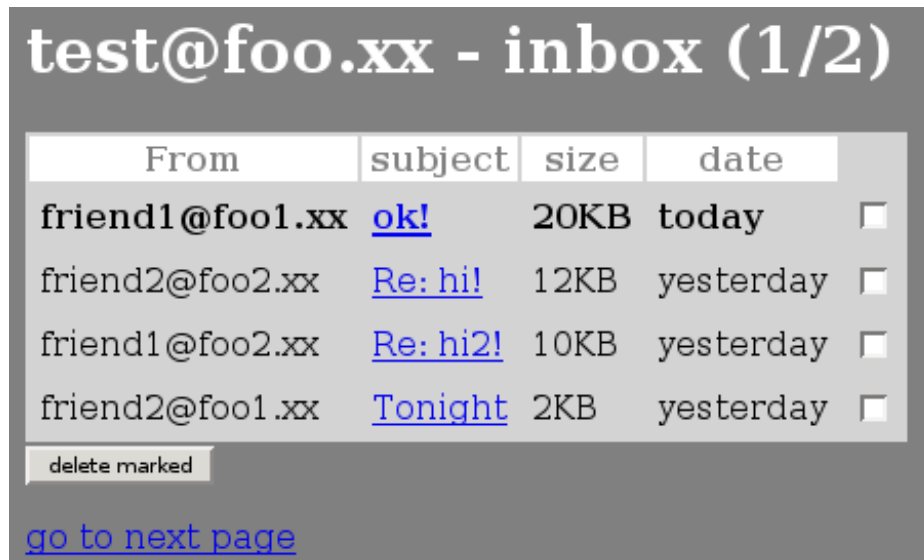 test@foo.xx - inbox (1/2)
From subject size date
friend1@foo1.xx ok! 20KB today
friend2@foo2.xx Re: hi! 12KB yesterday
friend1@foo2.xx Re: hi2! 10KB yesterday
friend2@foo1.xx Tonight 2KB yesterday
delete marked
go to next page